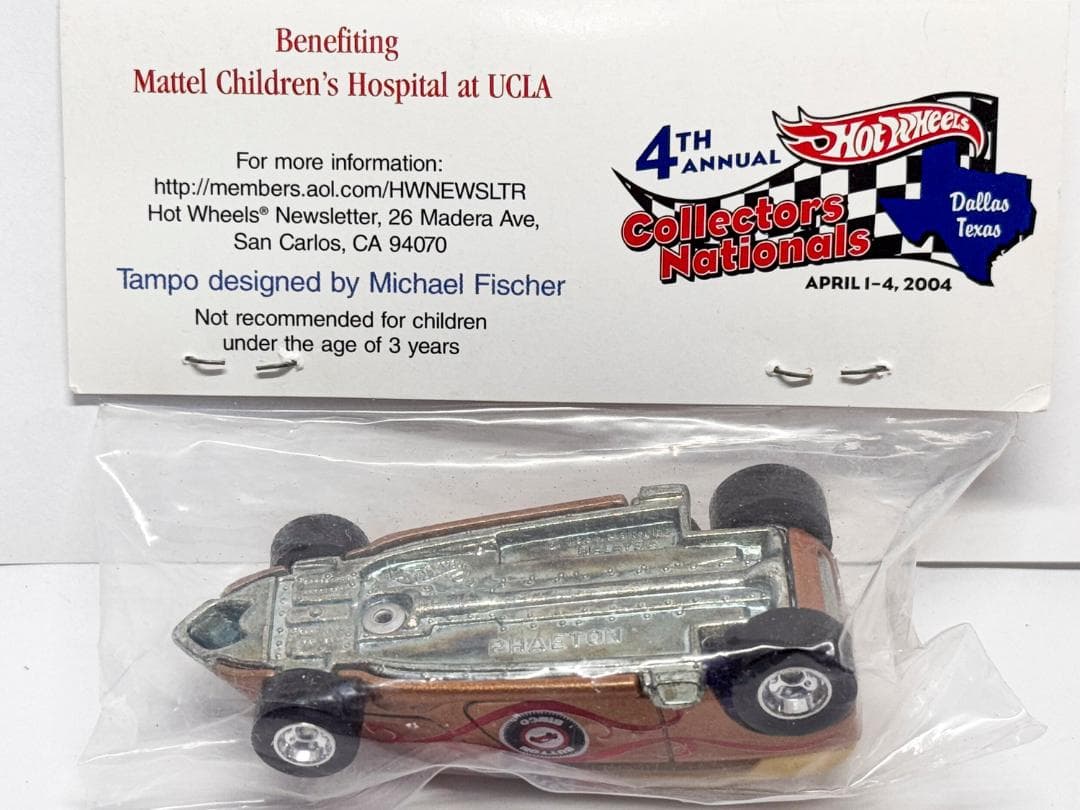 Benefiting
Mattel Children's Hospital at UCLA
For more information:
http://members.aol.com/HWNEWSLTR
Hot Wheels® Newsletter, 26 Madera Ave,
San Carlos, CA 94070
Tampo designed by Michael Fischer
Not recommended for children
under the age of 3 years
4TH
ANNUAL
Hot Wheels
Collectors
Nationals
Dallas
Texas
APRIL 1-4, 2004
PHAETON
SIMCO
BUTTON